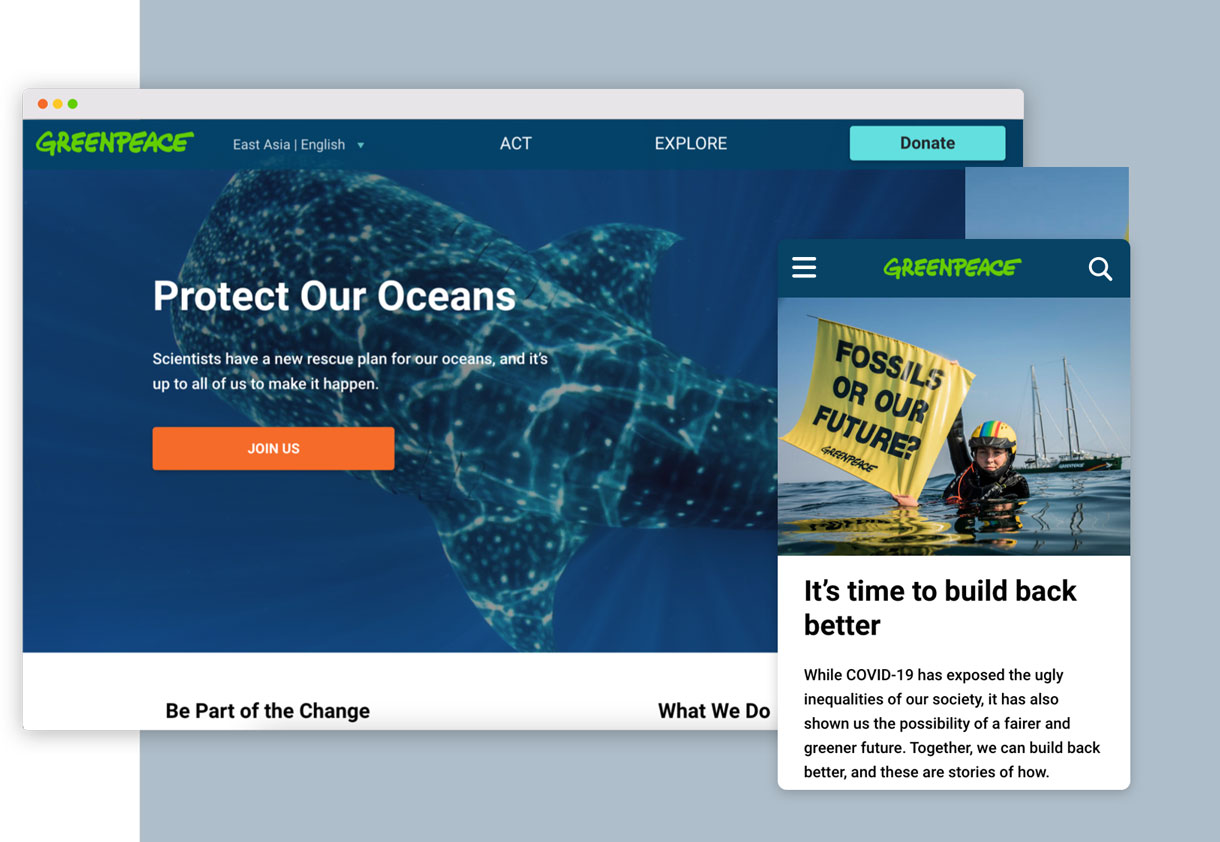 GREENPEACE
East Asia | English
ACT
EXPLORE
Donate
Protect Our Oceans
Scientists have a new rescue plan for our oceans, and it's
up to all of us to make it happen.
JOIN US
Be Part of the Change
What We Do
GREENPEACE
FOSSILS
OR OUR
FUTURE?
GREENPEACE
GREENPEACE
It's time to build back
better
While COVID-19 has exposed the ugly
inequalities of our society, it has also
shown us the possibility of a fairer and
greener future. Together, we can build back
better, and these are stories of how.